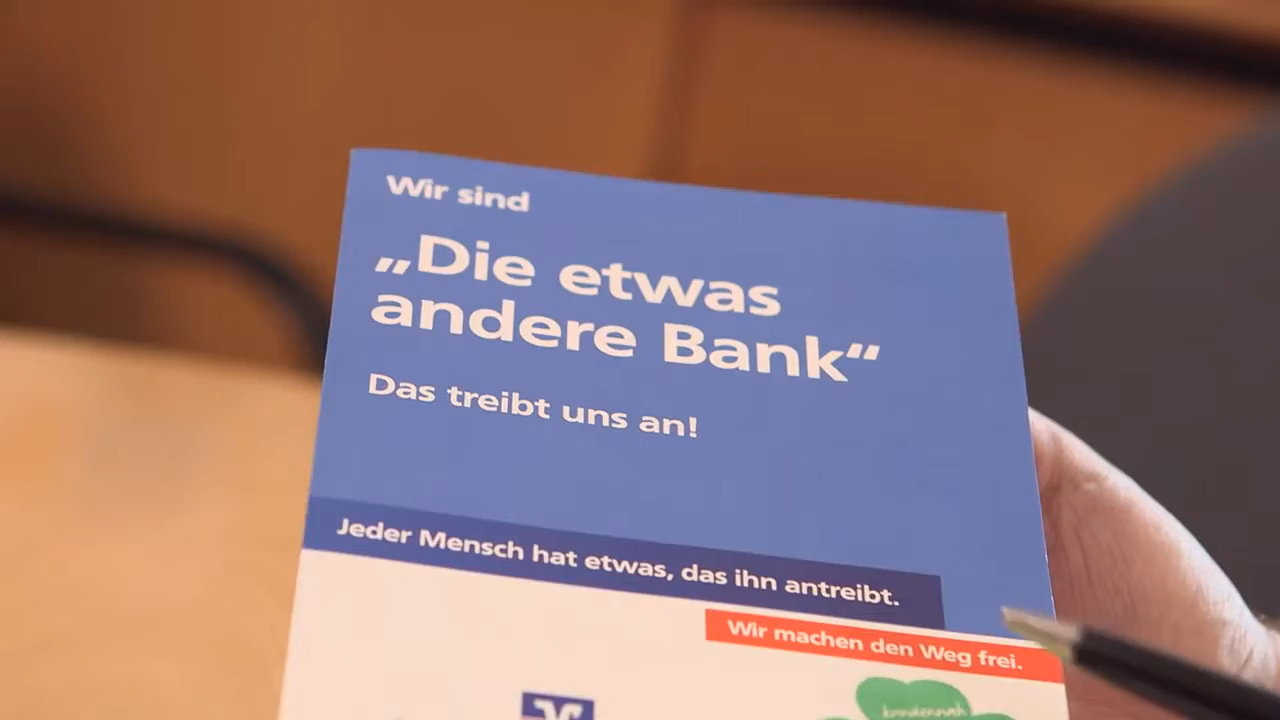 Wir sind
„Die etwas
andere Bank“
Das treibt uns an!
Jeder Mensch hat etwas, das ihn antreibt.
Wir machen den Weg frei.
kundennah